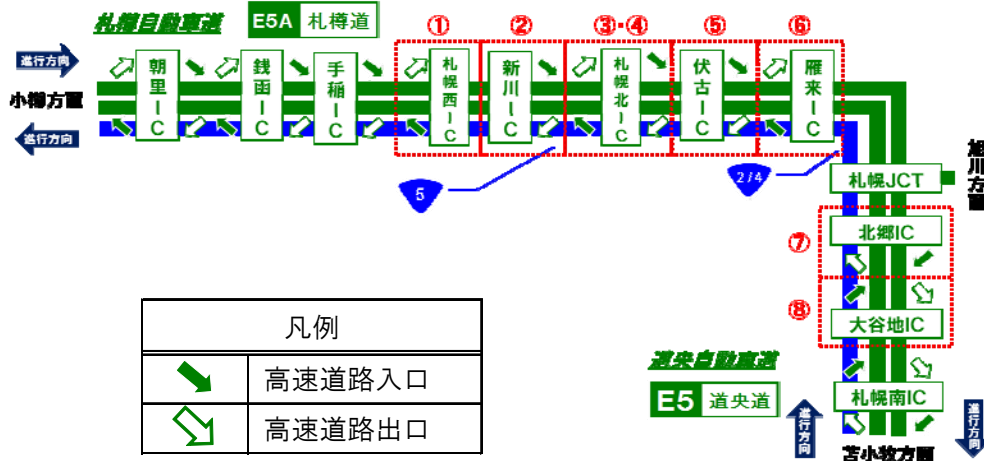 札樽自動車道
E5A 札樽道
① ② ③・④ ⑤ ⑥
進行方向
小樽方面
進行方向
朝里IC
銭函IC
手稲IC
札幌西IC
新川IC
札幌北IC
伏古IC
雁来IC
5
274
札幌JCT
旭川方面
⑦
北郷IC
⑧
大谷地IC
道央自動車道
E5 道央道
札幌南IC
進行方向
苫小牧方面
進行方向
凡例
高速道路入口
高速道路出口